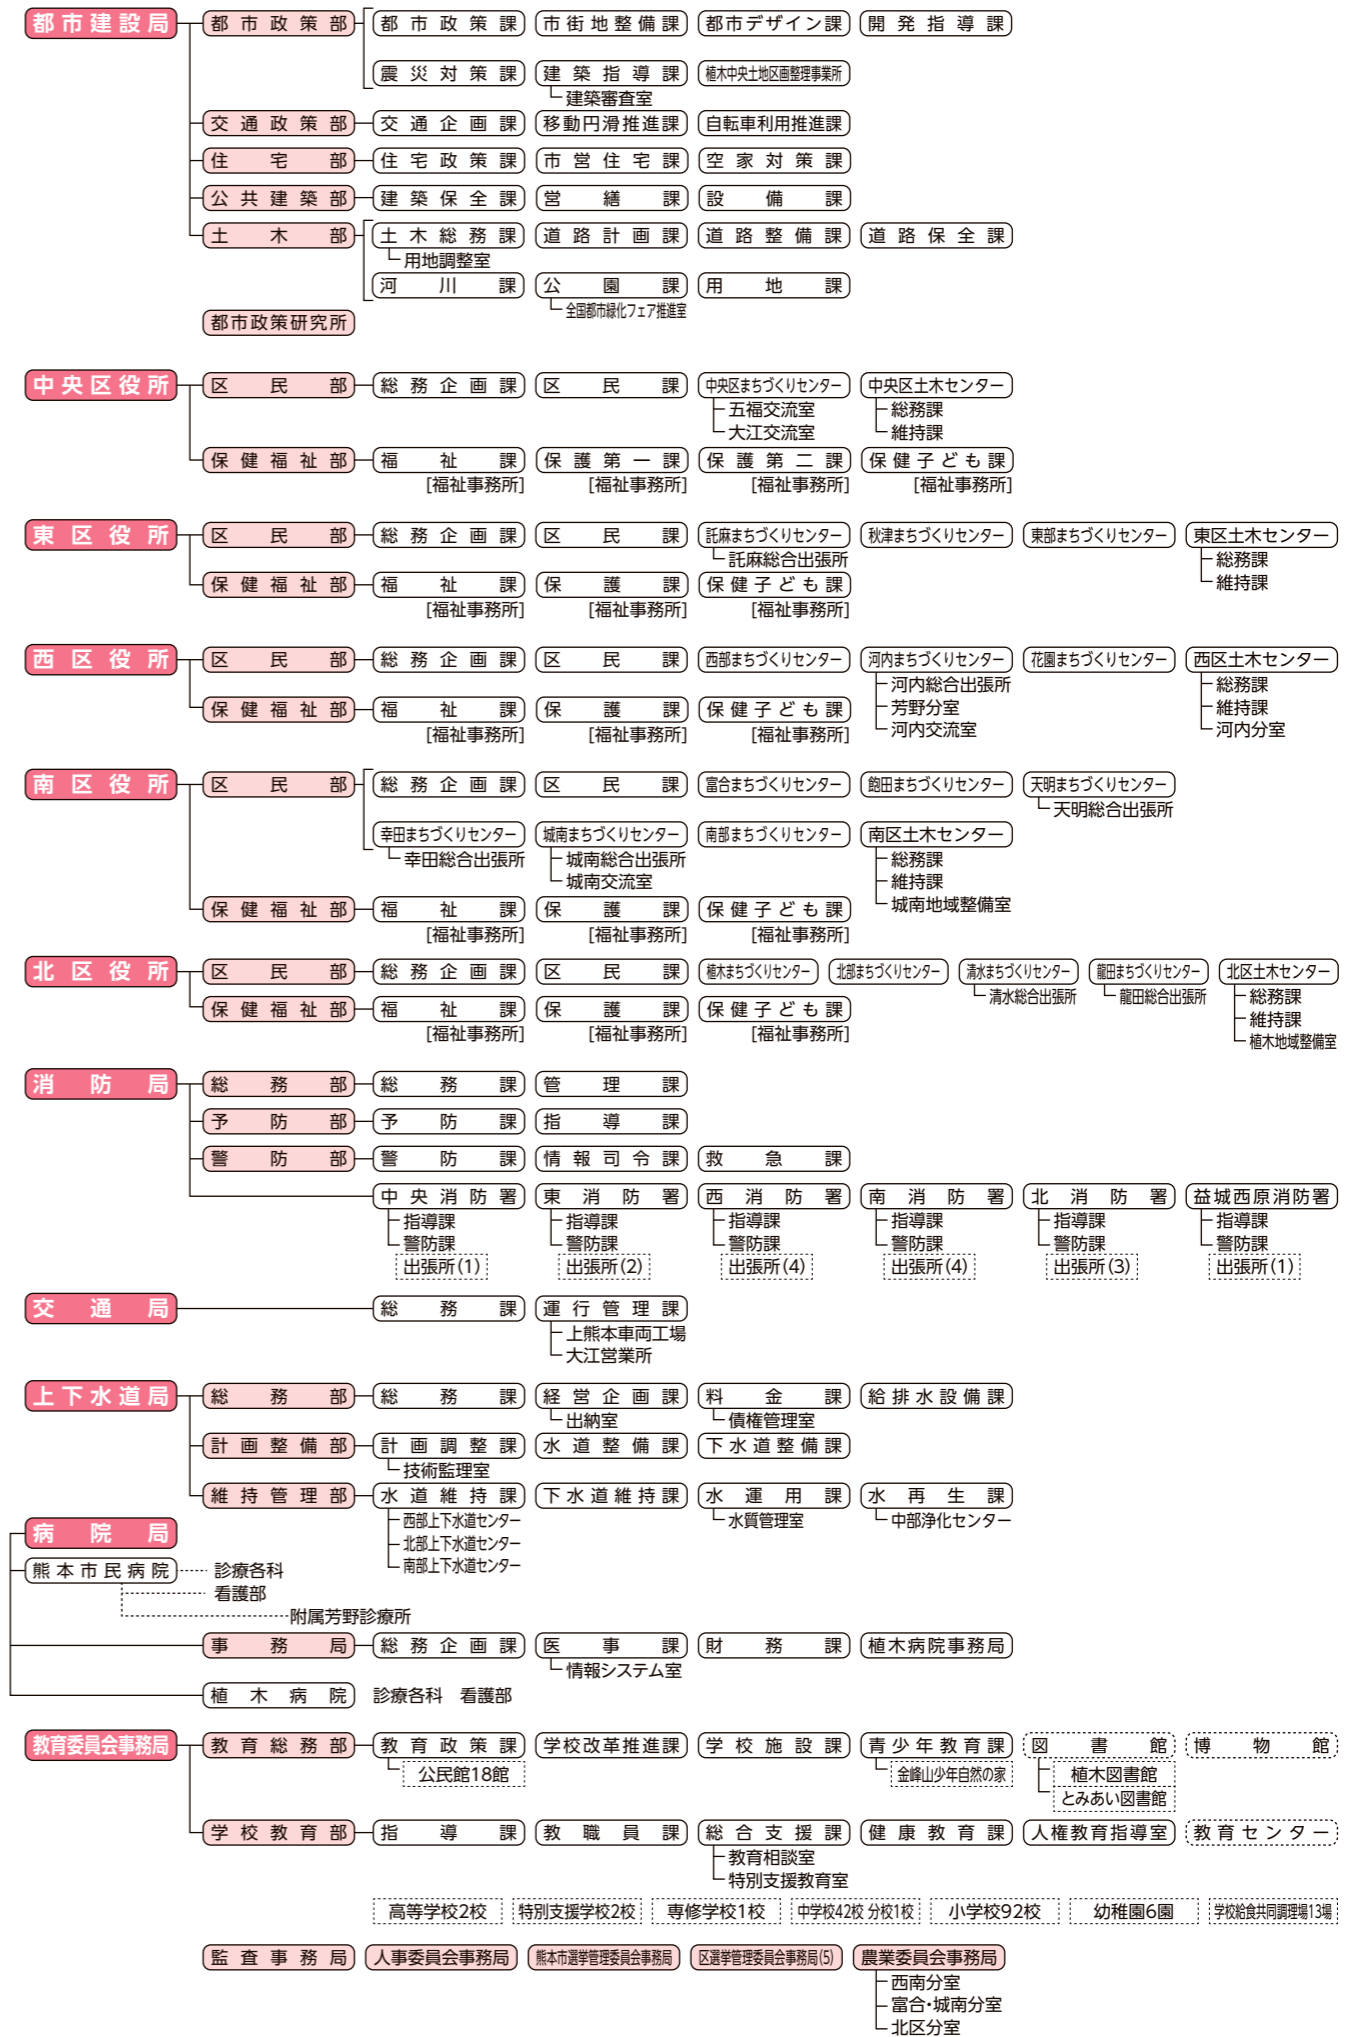 都市建設局 都市政策部 都市政策課 市街地整備課 都市デザイン課 開発指導課
震災対策課 建築指導課 植木中央土地区画整理事業所
建築審査室
交通政策部 交通企画課 移動円滑推進課 自転車利用推進課
住宅部 住宅政策課 市営住宅課 空家対策課
公共建築部 建築保全課 営繕課 設備課
土木部 土木総務課 道路計画課 道路整備課 道路保全課
用地調整室
河川課 公園課 用地課
全国都市緑化フェア推進室
都市政策研究所
中央区役所 区民部 総務企画課 区民課 中央区まちづくりセンター 中央区土木センター
五福交流室 総務課
大江交流室 維持課
保健福祉部 福祉課 保護第一課 保護第二課 保健子ども課
[福祉事務所] [福祉事務所] [福祉事務所] [福祉事務所]
東区役所 区民部 総務企画課 区民課 託麻まちづくりセンター 秋津まちづくりセンター 東部まちづくりセンター 東区土木センター
託麻総合出張所 総務課
保健福祉部 福祉課 保護課 保健子ども課 維持課
[福祉事務所] [福祉事務所] [福祉事務所]
西区役所 区民部 総務企画課 区民課 西部まちづくりセンター 河内まちづくりセンター 花園まちづくりセンター 西区土木センター
河内総合出張所 総務課
保健福祉部 福祉課 保護課 保健子ども課 芳野分室 維持課
[福祉事務所] [福祉事務所] [福祉事務所] 河内交流室 河内分室
南区役所 区民部 総務企画課 区民課 富合まちづくりセンター 飽田まちづくりセンター 天明まちづくりセンター
天明総合出張所
幸田まちづくりセンター 城南まちづくりセンター 南部まちづくりセンター 南区土木センター
幸田総合出張所 城南総合出張所 総務課
城南交流室 維持課
保健福祉部 福祉課 保護課 保健子ども課 城南地域整備室
[福祉事務所] [福祉事務所] [福祉事務所]
北区役所 区民部 総務企画課 区民課 植木まちづくりセンター 北部まちづくりセンター 清水まちづくりセンター 龍田まちづくりセンター 北区土木センター
清水総合出張所 龍田総合出張所 総務課
保健福祉部 福祉課 保護課 保健子ども課 維持課
[福祉事務所] [福祉事務所] [福祉事務所] 植木地域整備室
消防局 総務部 総務課 管理課
予防部 予防課 指導課
警防部 警防課 情報司令課 救急課
中央消防署 東消防署 西消防署 南消防署 北消防署 益城西原消防署
指導課 指導課 指導課 指導課 指導課 指導課
警防課 警防課 警防課 警防課 警防課 警防課
出張所(1) 出張所(2) 出張所(4) 出張所(4) 出張所(3) 出張所(1)
交通局 総務課 運行管理課
上熊本車両工場
大江営業所
上下水道局 総務部 総務課 経営企画課 料金課 給排水設備課
出納室 債権管理室
計画整備部 計画調整課 水道整備課 下水道整備課
技術監理室
維持管理部 水道維持課 下水道維持課 水運用課 水再生課
西部上下水道センター 水質管理室 中部浄化センター
病院局
北部上下水道センター
南部上下水道センター
熊本市民病院 診療各科
看護部
附属芳野診療所
事務局 総務企画課 医事課 財務課 植木病院事務局
情報システム室
植木病院 診療各科 看護部
教育委員会事務局 教育総務部 教育政策課 学校改革推進課 学校施設課 青少年教育課 図書館 博物館
公民館18館 金峰山少年自然の家 植木図書館
とみあい図書館
学校教育部 指導課 教職員課 総合支援課 健康教育課 人権教育指導室 教育センター
教育相談室
特別支援教育室
高等学校2校 特別支援学校2校 専修学校1校 中学校42校 分校1校 小学校92校 幼稚園6園 学校給食共同調理場13場
監査事務局 人事委員会事務局 熊本市選挙管理委員会事務局 区選挙管理委員会事務局(5) 農業委員会事務局
西南分室
富合・城南分室
北区分室